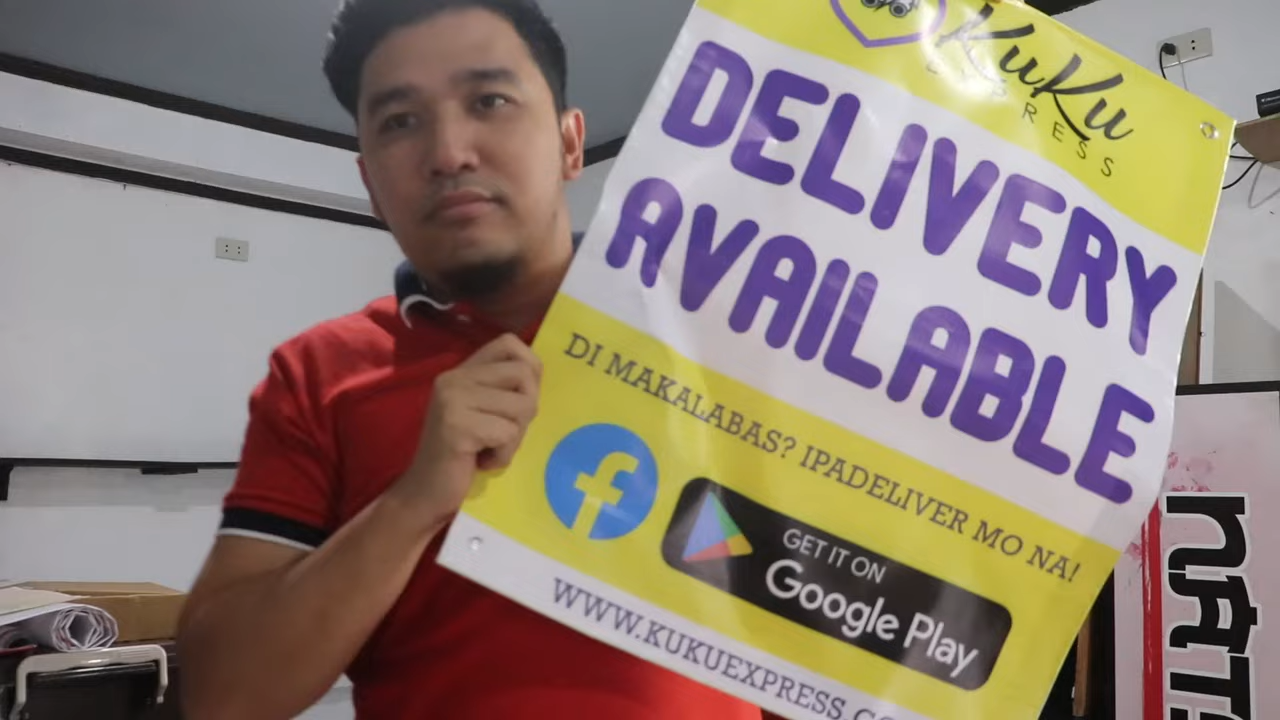 KuKu
EXPRESS
DELIVERY
AVAILABLE
DI MAKALABAS? IPADELIVER MO NA!
f
GET IT ON
Google Play
WWW.KUKUEXPRESS.CO